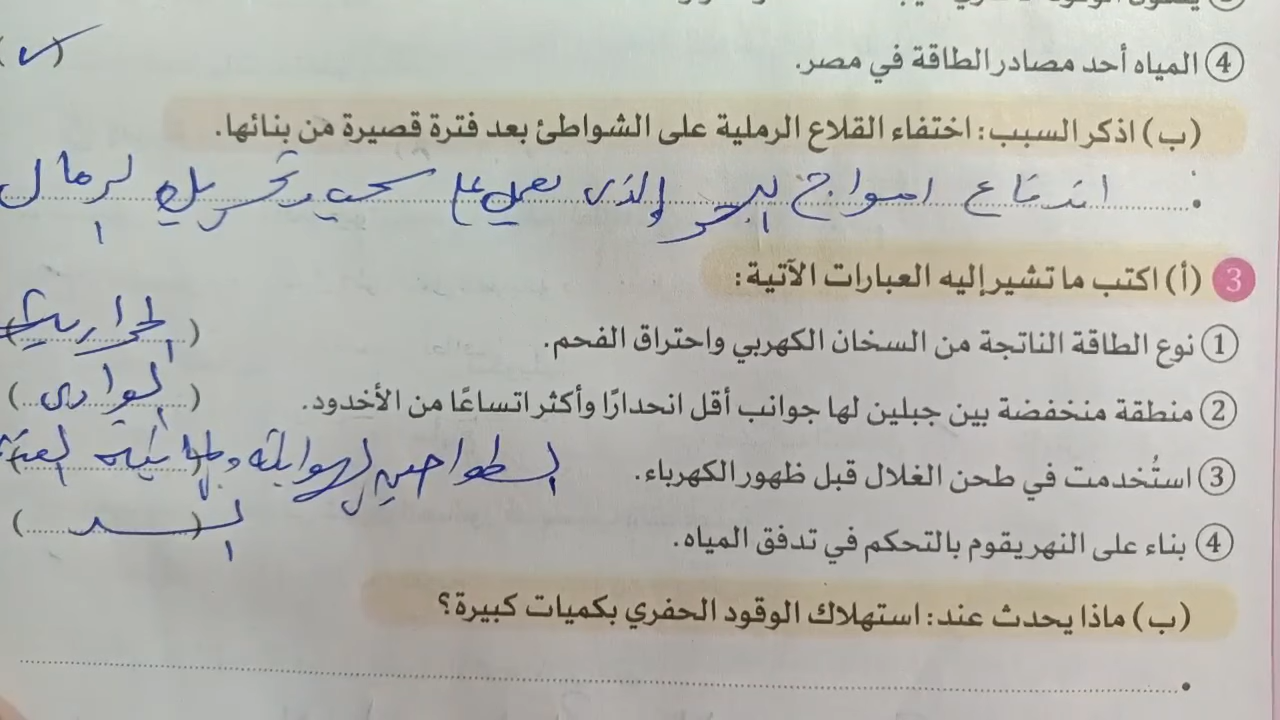 ④ المياه أحد مصادر الطاقة في مصر. (✓)
(ب) اذكر السبب: اختفاء القلاع الرملية على الشواطئ بعد فترة قصيرة من بنائها.
اندفاع امواج البحر والذى يعمل على سحب وتحريك الرمال
3 (أ) اكتب ما تشير إليه العبارات الآتية:
① نوع الطاقة الناتجة من السخان الكهربي واحتراق الفحم. (الحرارية)
② منطقة منخفضة بين جبلين لها جوانب أقل انحدارًا وأكثر اتساعًا من الأخدود. (الوادى)
③ استُخدمت في طحن الغلال قبل ظهور الكهرباء. الطواحين الهوائية والمائية
④ بناء على النهر يقوم بالتحكم في تدفق المياه. (السد)
(ب) ماذا يحدث عند: استهلاك الوقود الحفري بكميات كبيرة؟